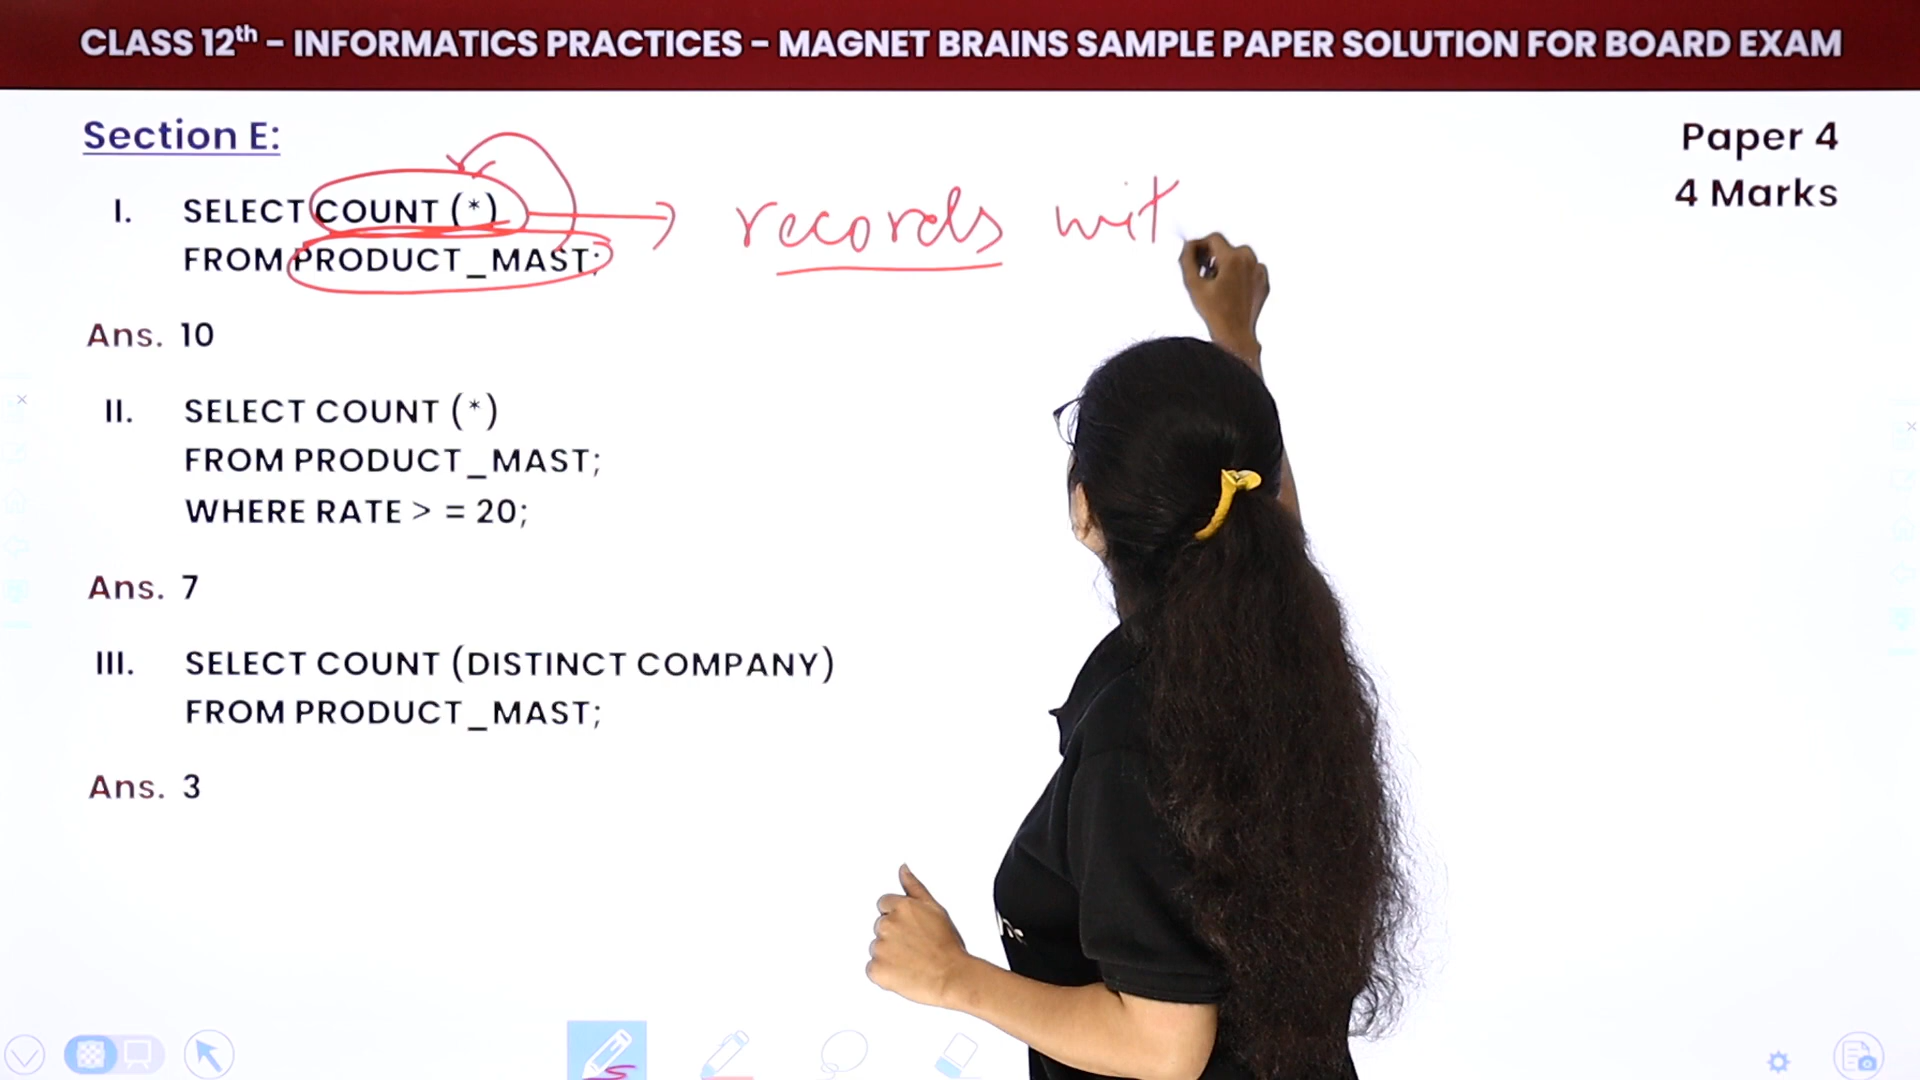 CLASS 12th – INFORMATICS PRACTICES – MAGNET BRAINS SAMPLE PAPER SOLUTION FOR BOARD EXAM
Section E:
Paper 4
4 Marks
I. SELECT COUNT (*)
FROM PRODUCT_MAST;
records wit
Ans. 10
II. SELECT COUNT (*)
FROM PRODUCT_MAST;
WHERE RATE > = 20;
Ans. 7
III. SELECT COUNT (DISTINCT COMPANY)
FROM PRODUCT_MAST;
Ans. 3